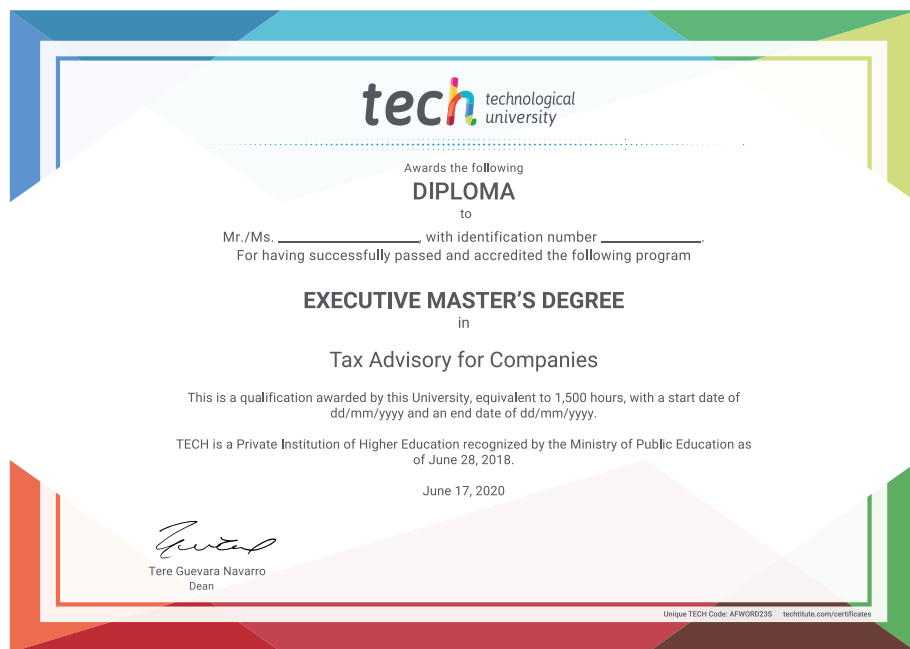 tech technological
university
Awards the following
DIPLOMA
to
Mr./Ms. ____________________, with identification number ______________.
For having successfully passed and accredited the following program
EXECUTIVE MASTER'S DEGREE
in
Tax Advisory for Companies
This is a qualification awarded by this University, equivalent to 1,500 hours, with a start date of
dd/mm/yyyy and an end date of dd/mm/yyyy.
TECH is a Private Institution of Higher Education recognized by the Ministry of Public Education as
of June 28, 2018.
June 17, 2020
Tere Guevara Navarro
Dean
Unique TECH Code: AFWORD23S techtitute.com/certificates